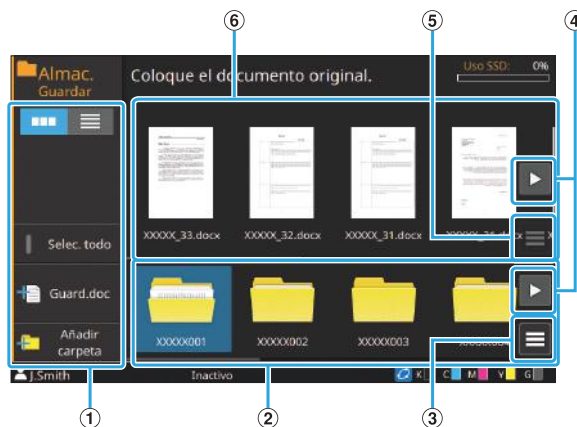 ⑥ ⑤ ④
Almac.
Guardar
Coloque el documento original.
Uso SSD: 0%
XXXXX_33.docx XXXXX_32.docx XXXXX_31.docx
Selec. todo
Guard.doc
Añadir
carpeta
XXXXX001 XXXXX002 XXXXX003
J.Smith Inactivo K C M Y G
① ② ③